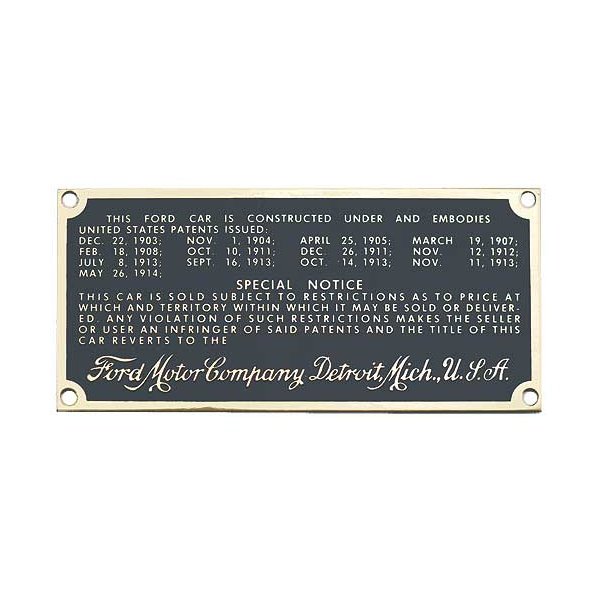 THIS FORD CAR IS CONSTRUCTED UNDER AND EMBODIES
UNITED STATES PATENTS ISSUED:
DEC. 22, 1903; NOV. 1, 1904; APRIL 25, 1905; MARCH 19, 1907;
FEB. 18, 1908; OCT. 10, 1911; DEC. 26, 1911; NOV. 12, 1912;
JULY 8, 1913; SEPT. 16, 1913; OCT. 14, 1913; NOV. 11, 1913;
MAY 26, 1914;
SPECIAL NOTICE
THIS CAR IS SOLD SUBJECT TO RESTRICTIONS AS TO PRICE AT
WHICH AND TERRITORY WITHIN WHICH IT MAY BE SOLD OR DELIVER-
ED. ANY VIOLATION OF SUCH RESTRICTIONS MAKES THE SELLER
OR USER AN INFRINGER OF SAID PATENTS AND THE TITLE OF THIS
CAR REVERTS TO THE
Ford Motor Company Detroit, Mich., U.S.A.